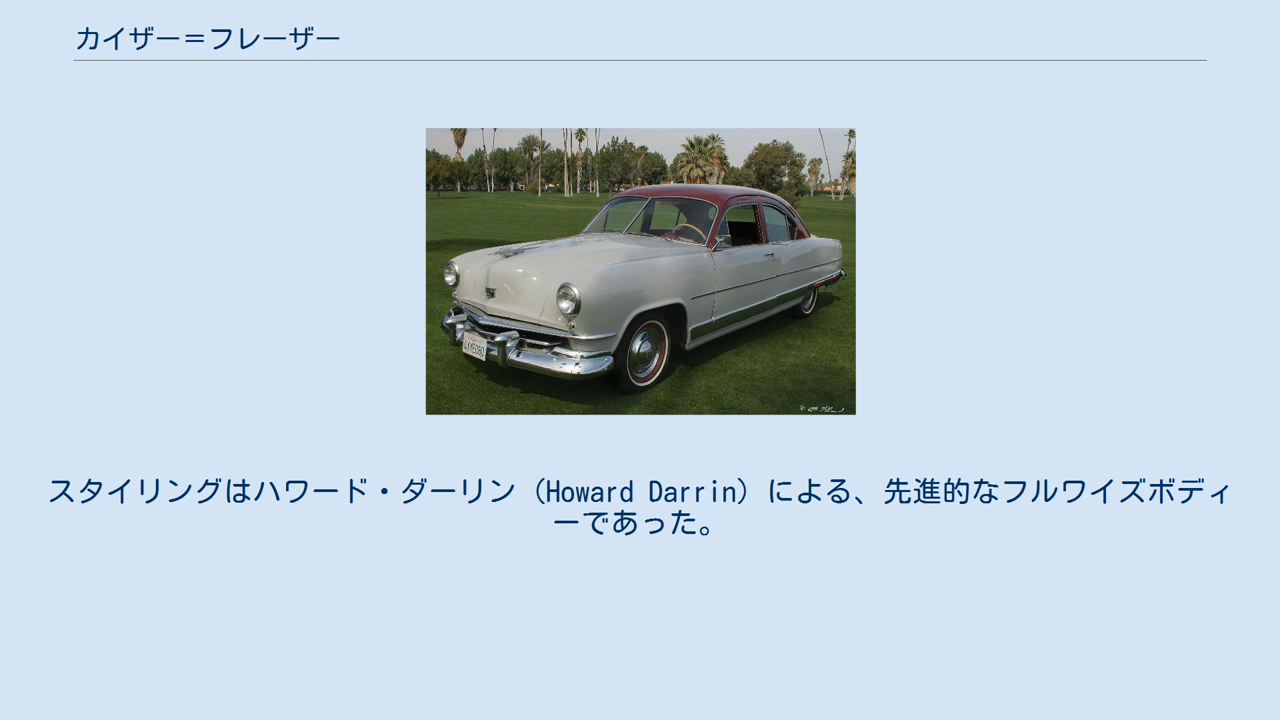 カイザー＝フレーザー
スタイリングはハワード・ダーリン（Howard Darrin）による、先進的なフルワイズボディ
ーであった。